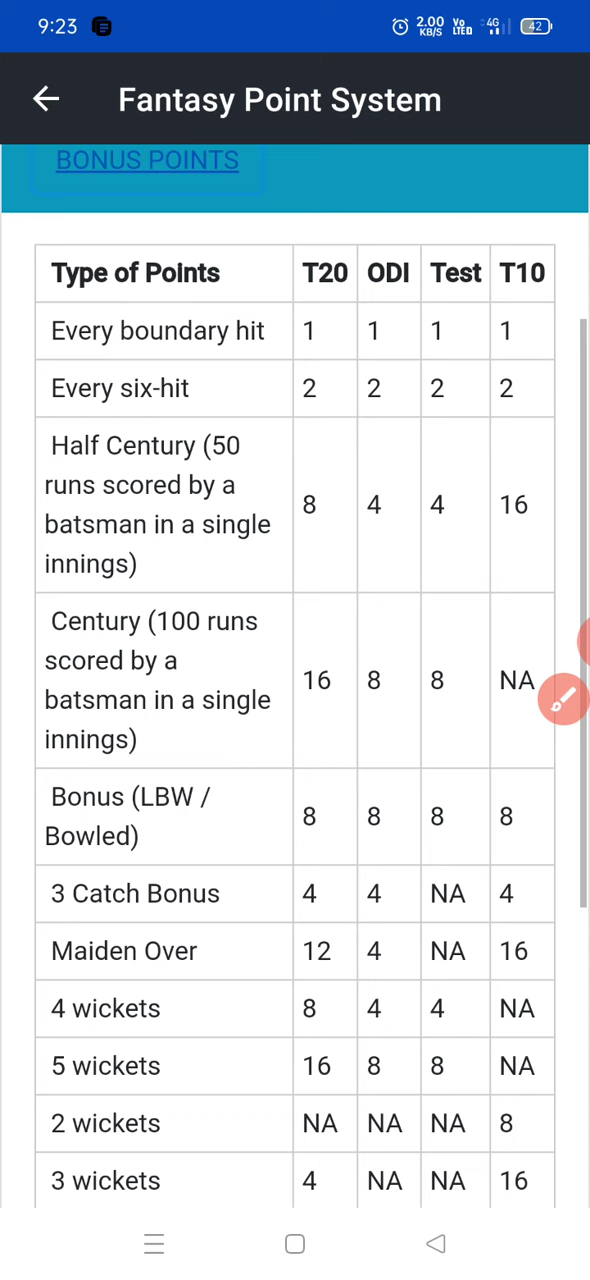 9:23
2.00 KB/S Vo LTED 4G 42
Fantasy Point System
BONUS POINTS
Type of Points T20 ODI Test T10
Every boundary hit 1 1 1 1
Every six-hit 2 2 2 2
Half Century (50
runs scored by a
batsman in a single
innings) 8 4 4 16
Century (100 runs
scored by a
batsman in a single
innings) 16 8 8 NA
Bonus (LBW /
Bowled) 8 8 8 8
3 Catch Bonus 4 4 NA 4
Maiden Over 12 4 NA 16
4 wickets 8 4 4 NA
5 wickets 16 8 8 NA
2 wickets NA NA NA 8
3 wickets 4 NA NA 16